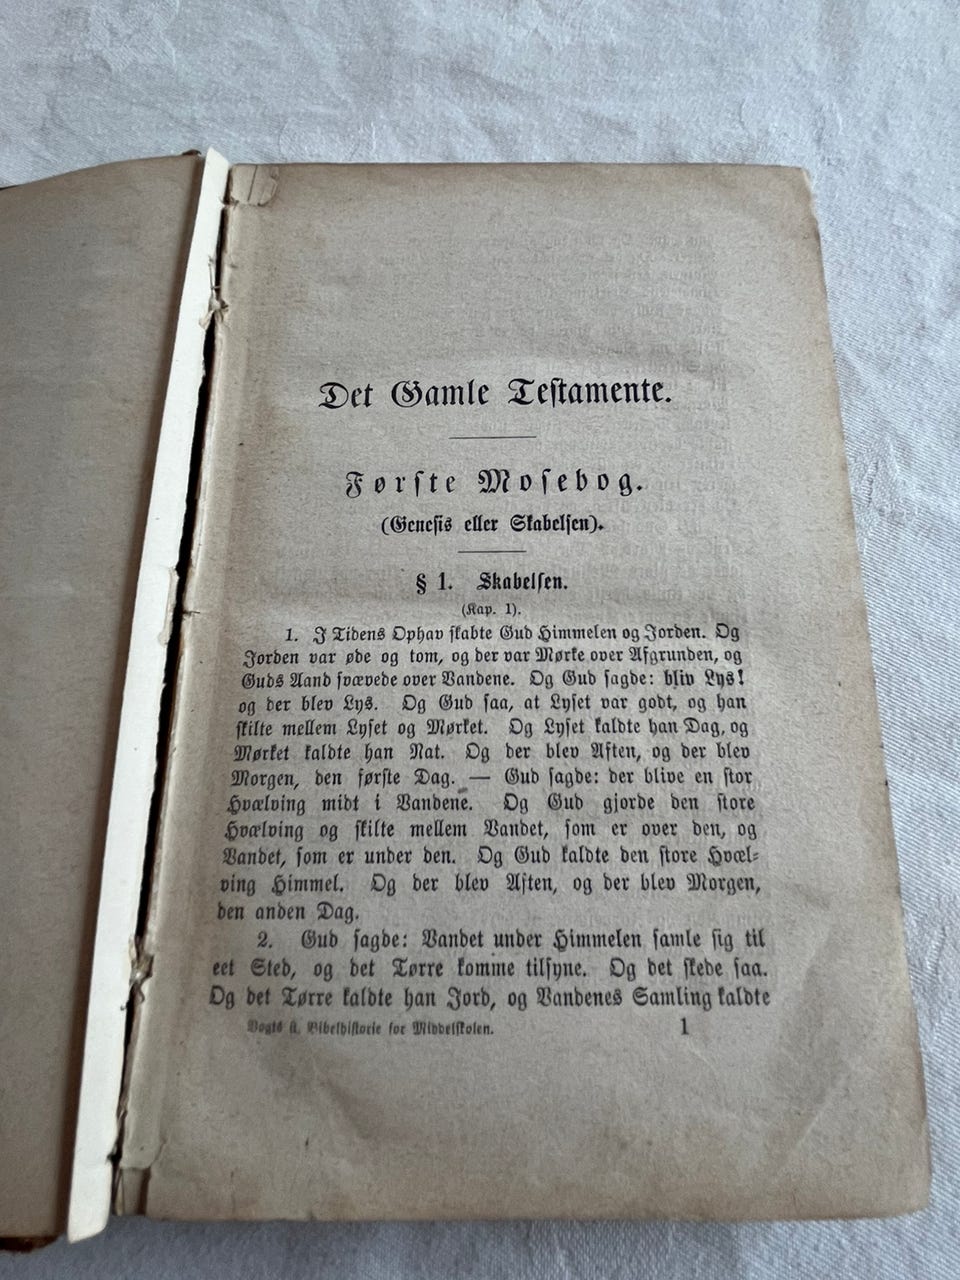 Det Gamle Testamente.
Første Mosebog.
(Genesis eller Skabelsen).
§ 1. Skabelsen.
(Kap. 1).
1. I Tidens Ophav skabte Gud Himmelen og Jorden. Og
Jorden var øde og tom, og der var Mørke over Afgrunden, og
Guds Aand svævede over Vandene. Og Gud sagde: bliv Lys!
og der blev Lys. Og Gud saa, at Lyset var godt, og han
skilte mellem Lyset og Mørket. Og Lyset kaldte han Dag, og
Mørket kaldte han Nat. Og der blev Aften, og der blev
Morgen, den første Dag. — Gud sagde: der blive en stor
Hvælving midt i Vandene. Og Gud gjorde den store
Hvælving og skilte mellem Vandet, som er over den, og
Vandet, som er under den. Og Gud kaldte den store Hvæl-
ving Himmel. Og der blev Aften, og der blev Morgen,
den anden Dag.
2. Gud sagde: Vandet under Himmelen samle sig til
eet Sted, og det Tørre komme tilsyne. Og det skede saa.
Og det Tørre kaldte han Jord, og Vandenes Samling kaldte
Vogts st. Bibelhistorie for Middelskolen. 1